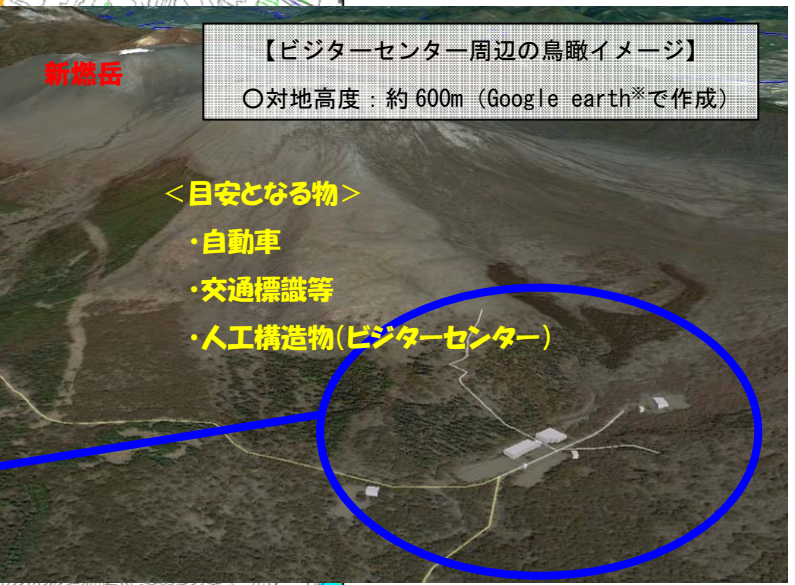 【ビジターセンター周辺の鳥瞰イメージ】
〇対地高度：約600m（Google earth※で作成）
新燃岳
＜目安となる物＞
・自動車
・交通標識等
・人工構造物(ビジターセンター)